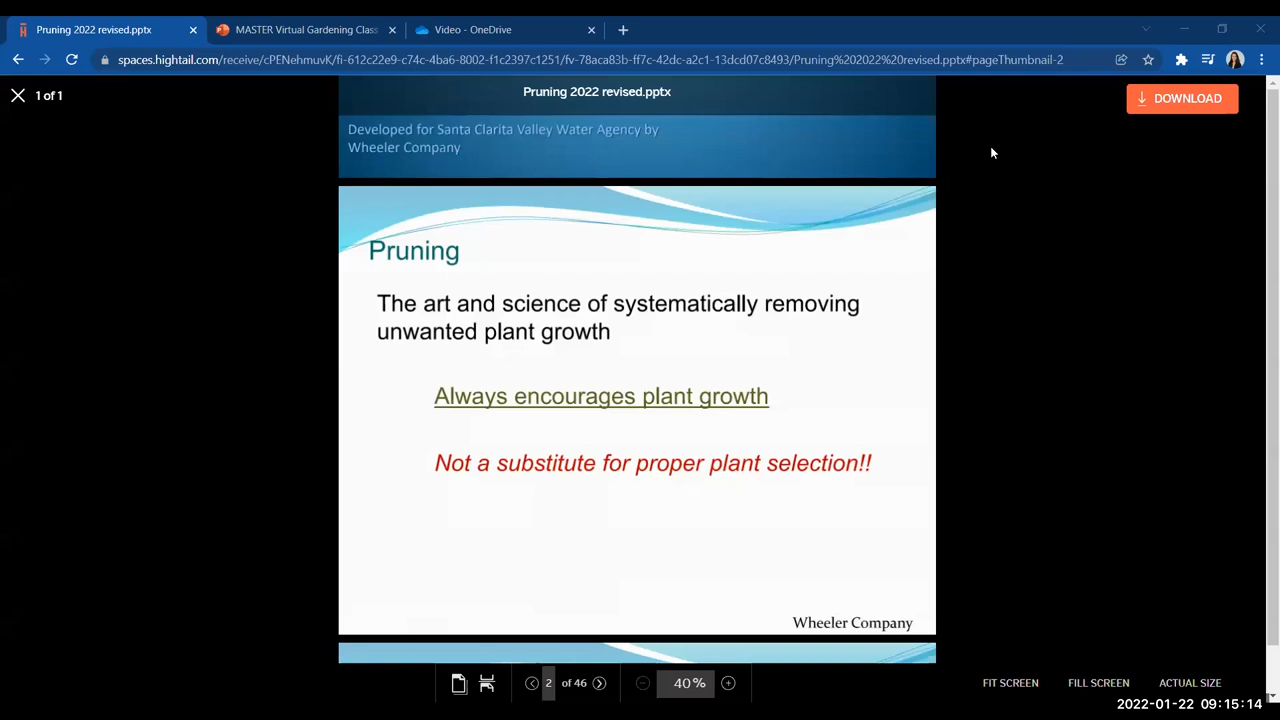 Pruning 2022 revised.pptx
MASTER Virtual Gardening Class
Video - OneDrive
spaces.hightail.com/receive/cPENehmuvK/fi-612c22e9-c74c-4ba6-8002-f1c2397c1251/fv-78aca83b-ff7c-42dc-a2c1-13dcd07c8493/Pruning%202022%20revised.pptx#pageThumbnail-2
1 of 1
Pruning 2022 revised.pptx
DOWNLOAD
Developed for Santa Clarita Valley Water Agency by
Wheeler Company
Pruning
The art and science of systematically removing
unwanted plant growth
Always encourages plant growth
Not a substitute for proper plant selection!!
Wheeler Company
2 of 46
40 %
FIT SCREEN
FILL SCREEN
ACTUAL SIZE
2022-01-22 09:15:14